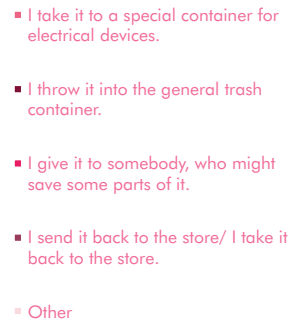 I take it to a special container for
electrical devices.
I throw it into the general trash
container.
I give it to somebody, who might
save some parts of it.
I send it back to the store/ I take it
back to the store.
Other